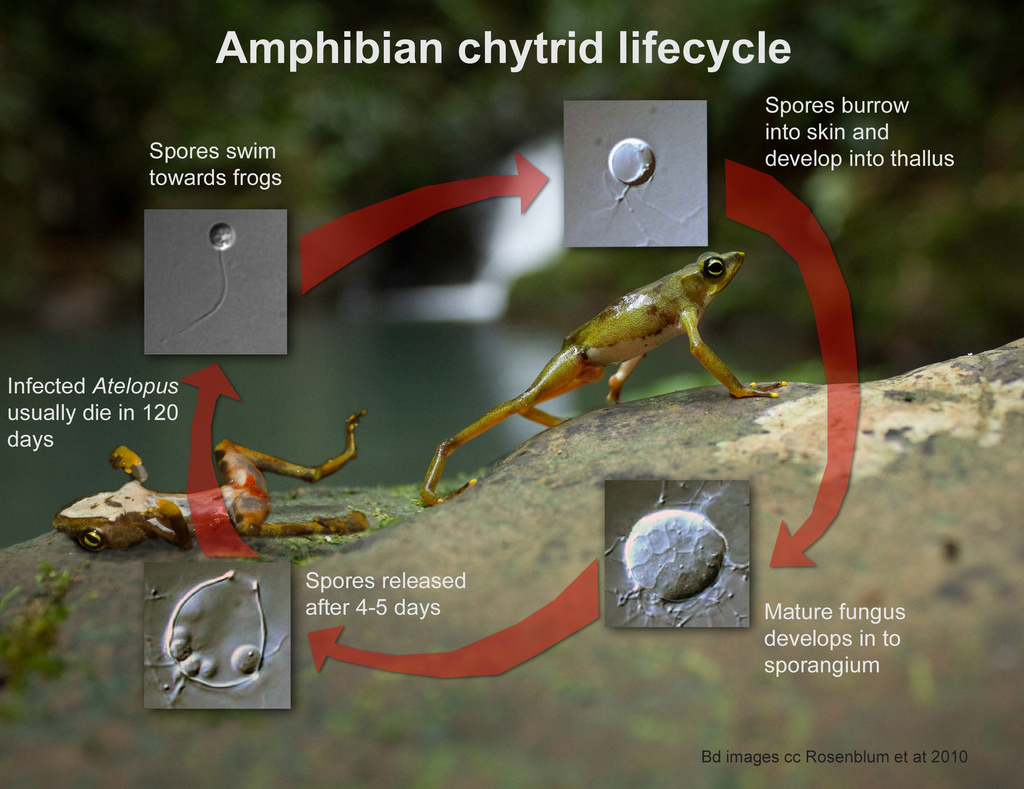 Amphibian chytrid lifecycle
Spores swim
towards frogs
Spores burrow
into skin and
develop into thallus
Mature fungus
develops in to
sporangium
Spores released
after 4-5 days
Infected Atelopus
usually die in 120
days
Bd images cc Rosenblum et at 2010